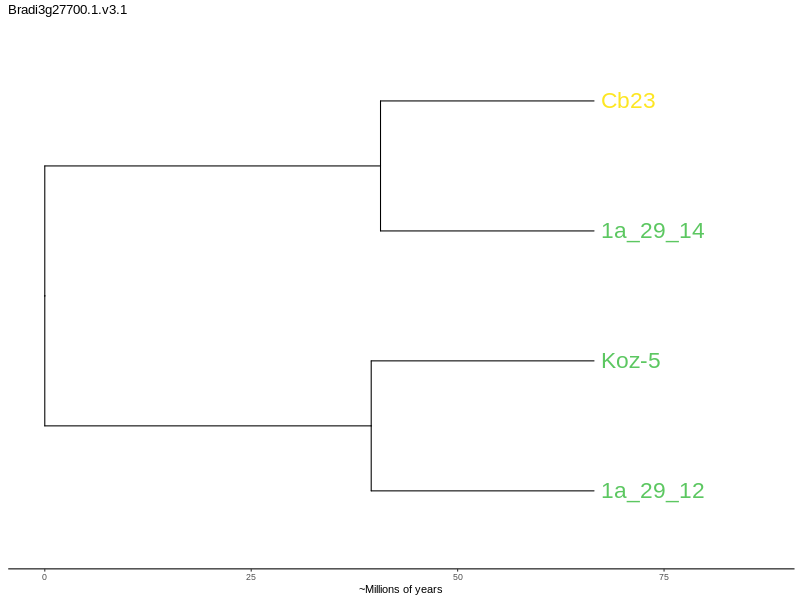 Bradi3g27700.1.v3.1
Cb23
1a_29_14
Koz-5
1a_29_12
0 25 50 75
~Millions of years